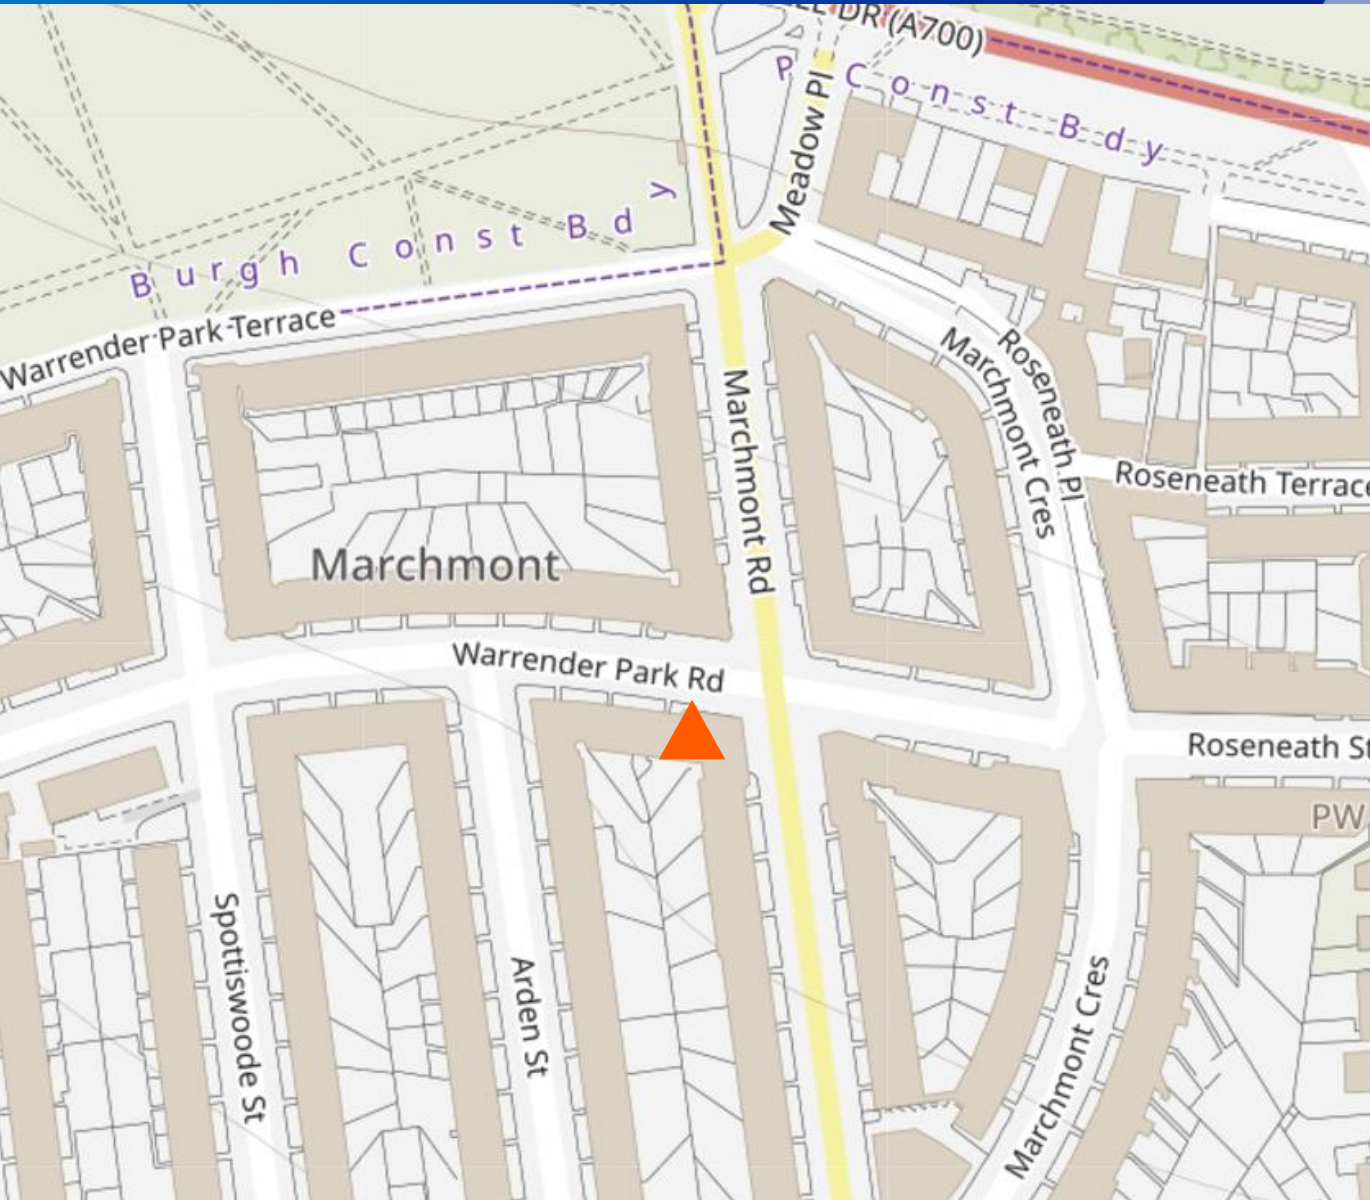 DR (A700)
P Const Bdy
Meadow Pl
Burgh Const Bdy
Warrender Park Terrace
Marchmont Rd
Marchmont Cres
Roseneath Pl
Roseneath Terrace
Marchmont
Warrender Park Rd
Roseneath St
PW
Spottiswoode St
Arden St
Marchmont Cres